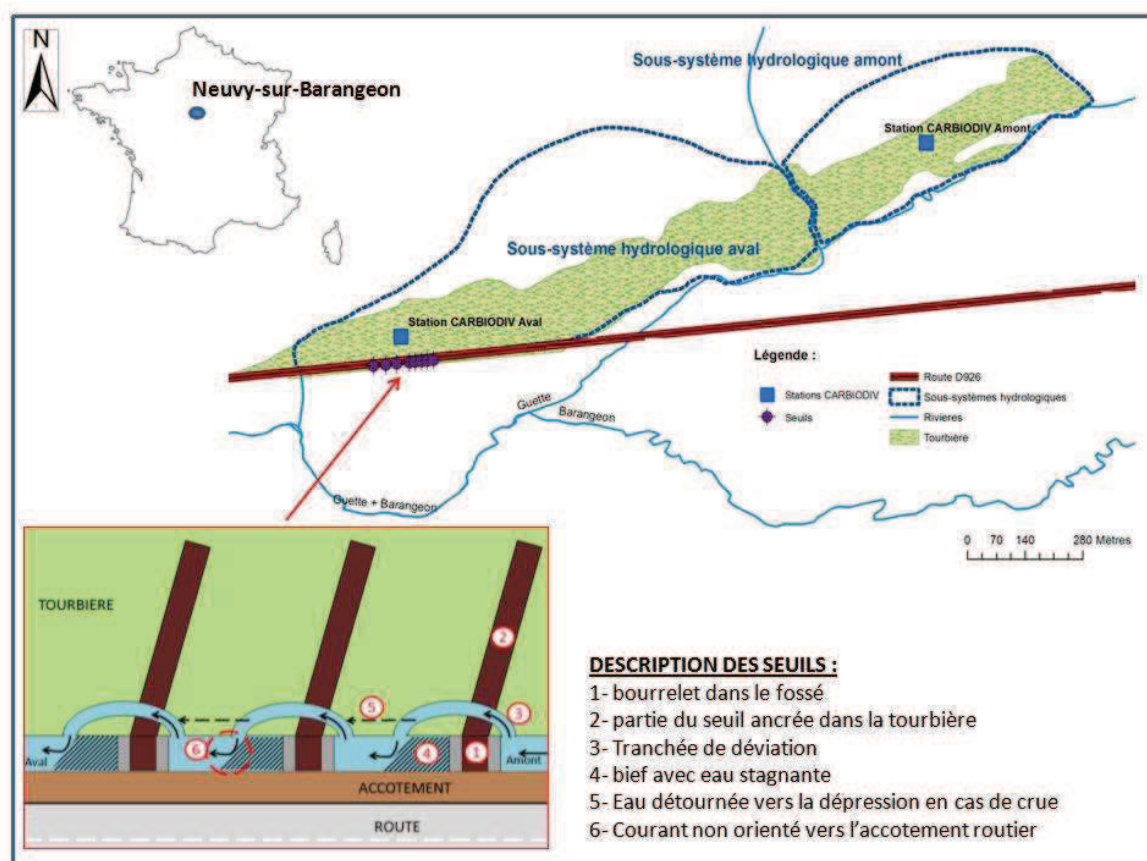 N
Neuvy-sur-Barangeon
Sous-système hydrologique amont
Station CARBIODIV Amont
Sous-système hydrologique aval
Station CARBIODIV Aval
Légende :
Stations CARBIODIV
Seuils
Route D926
Sous-systèmes hydrologiques
Rivieres
Tourbière
Guette
Barangeon
Guette + Barangeon
0 70 140 280 Mètres
TOURBIERE
2
5
3
6
4
1
Aval
Amont
ACCOTEMENT
ROUTE
DESCRIPTION DES SEUILS :
1- bourrelet dans le fossé
2- partie du seuil ancrée dans la tourbière
3- Tranchée de déviation
4- bief avec eau stagnante
5- Eau détournée vers la dépression en cas de crue
6- Courant non orienté vers l'accotement routier